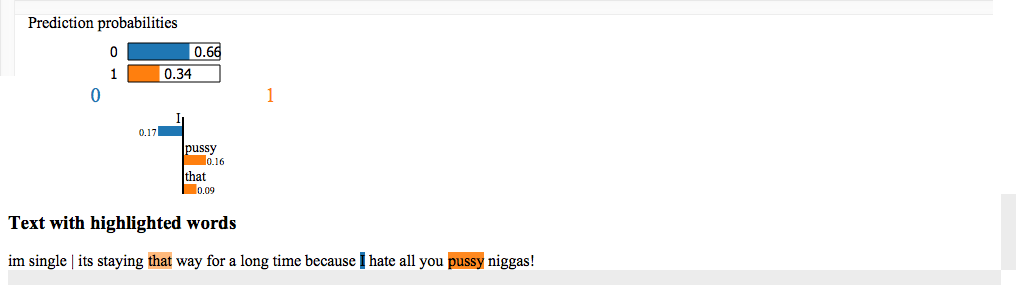 Prediction probabilities
0 0.66
1 0.34
0 1
I
0.17
pussy
0.16
that
0.09
Text with highlighted words
im single | its staying that way for a long time because I hate all you pussy niggas!